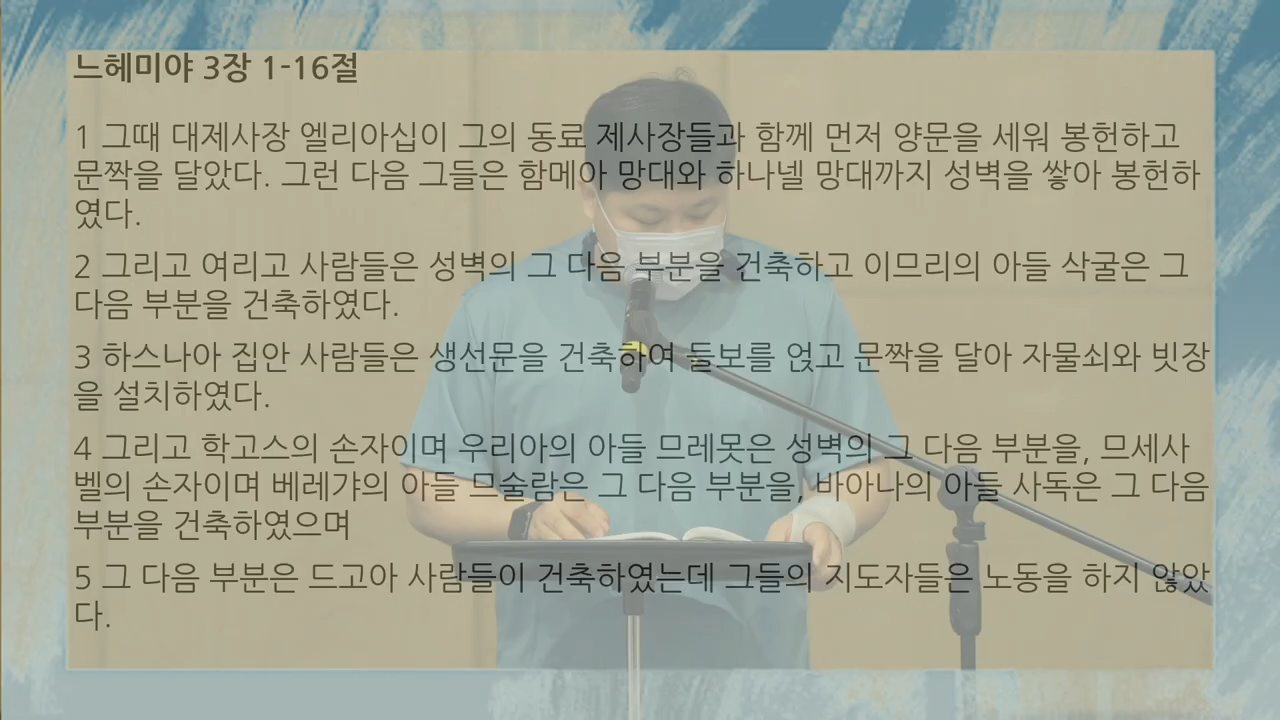 느헤미야 3장 1-16절
1 그때 대제사장 엘리아십이 그의 동료 제사장들과 함께 먼저 양문을 세워 봉헌하고
문짝을 달았다. 그런 다음 그들은 함메아 망대와 하나넬 망대까지 성벽을 쌓아 봉헌하
였다.
2 그리고 여리고 사람들은 성벽의 그 다음 부분을 건축하고 이므리의 아들 삭굴은 그
다음 부분을 건축하였다.
3 하스나아 집안 사람들은 생선문을 건축하여 들보를 얹고 문짝을 달아 자물쇠와 빗장
을 설치하였다.
4 그리고 학고스의 손자이며 우리아의 아들 므레못은 성벽의 그 다음 부분을, 므세사
벨의 손자이며 베레갸의 아들 므술람은 그 다음 부분을, 바아나의 아들 사독은 그 다음
부분을 건축하였으며
5 그 다음 부분은 드고아 사람들이 건축하였는데 그들의 지도자들은 노동을 하지 않았
다.